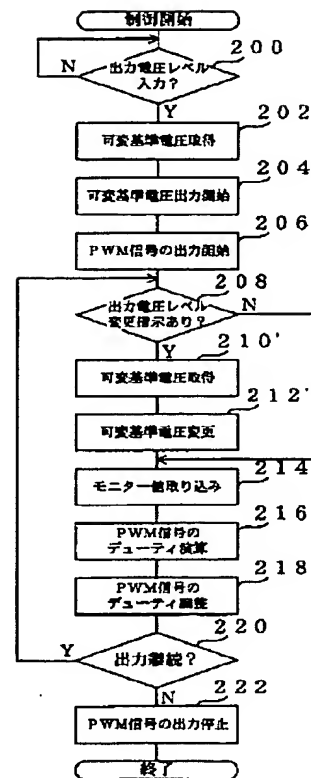 制御開始
200
出力電圧レベル
入力?
N
Y
202
可変基準電圧取得
204
可変基準電圧出力開始
206
PWM信号の出力開始
208
出力電圧レベル
変更指示あり?
N
Y
210'
可変基準電圧取得
212'
可変基準電圧変更
214
モニター値取り込み
216
PWM信号の
デューティ演算
218
PWM信号の
デューティ調整
220
Y
出力継続?
N
222
PWM信号の出力停止
終了